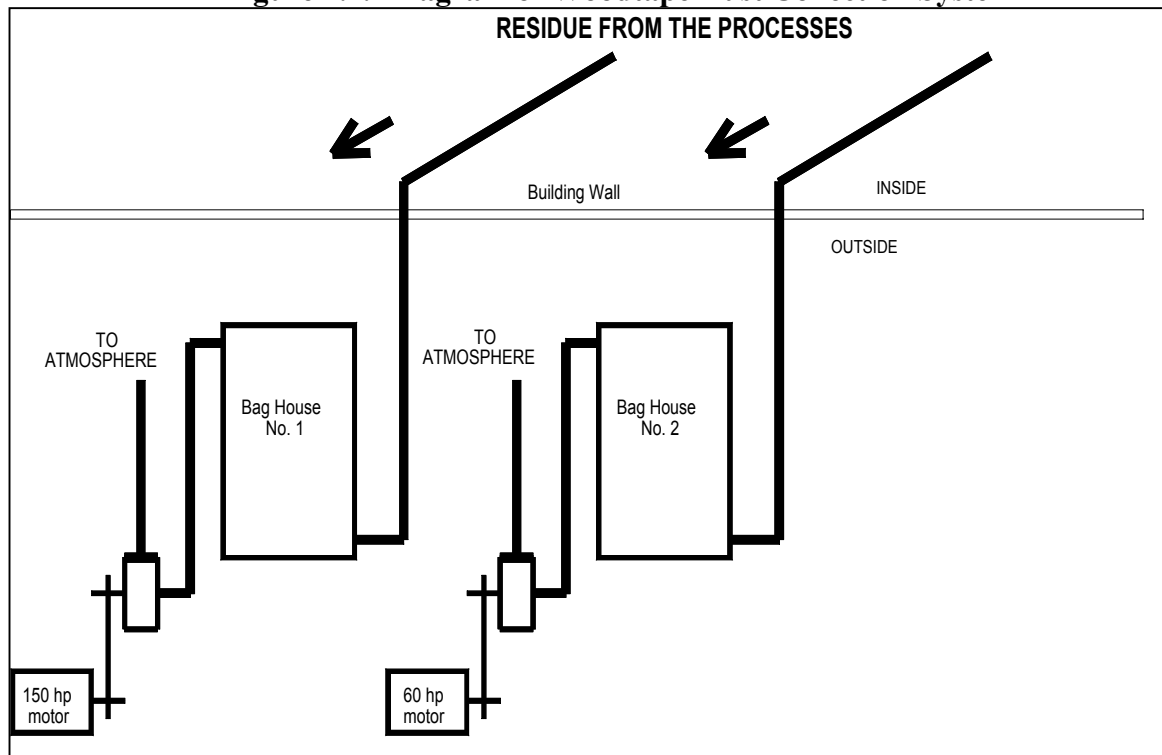 RESIDUE FROM THE PROCESSES
Building Wall
INSIDE
OUTSIDE
TO
ATMOSPHERE
TO
ATMOSPHERE
Bag House
No. 1
Bag House
No. 2
150 hp
motor
60 hp
motor